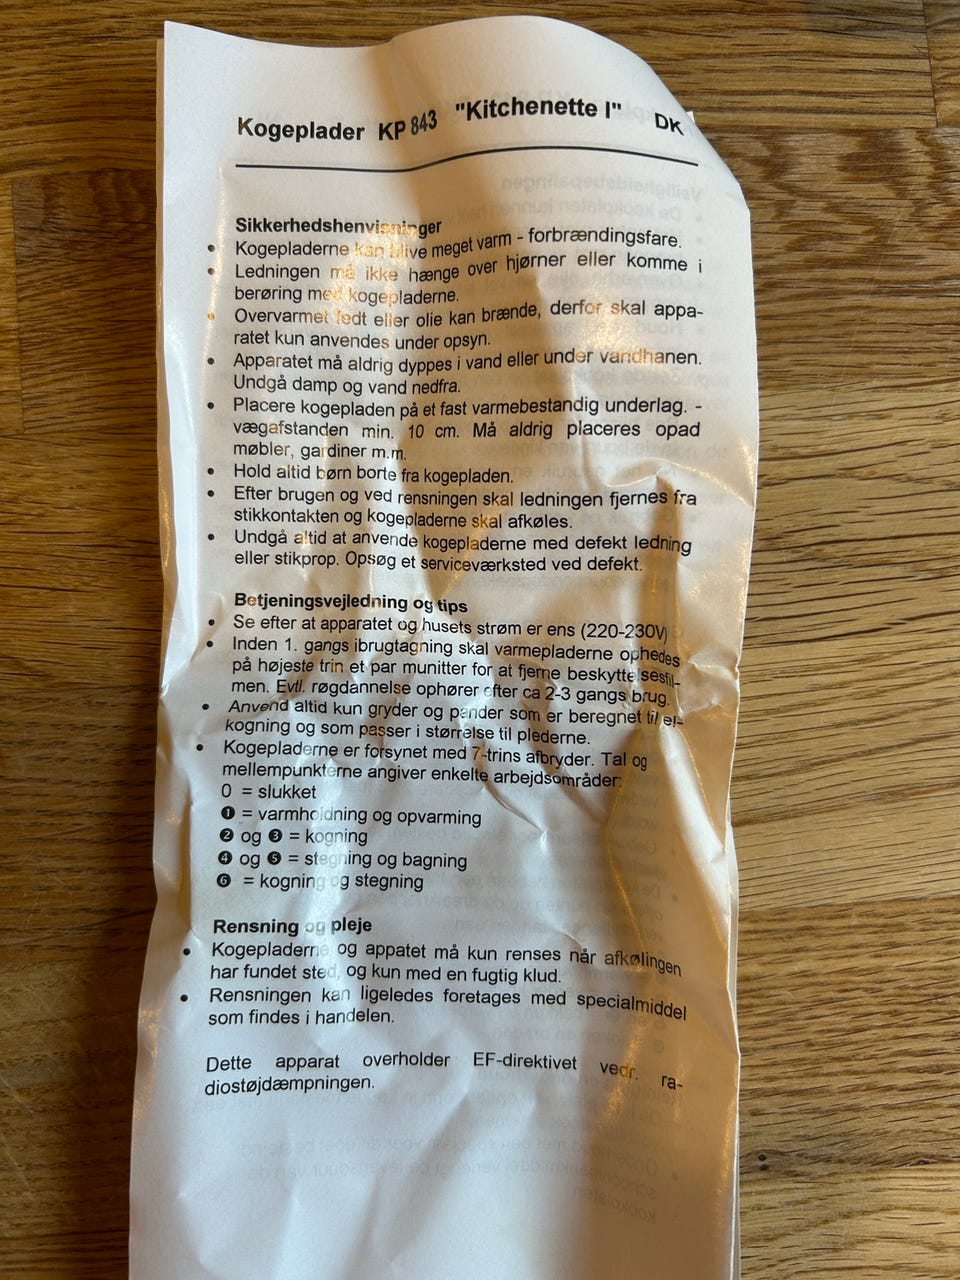 Kogeplader KP 843 "Kitchenette I" DK
Sikkerhedshenvisninger
• Kogepladerne kan blive meget varm - forbrændingsfare.
• Ledningen må ikke hænge over hjørner eller komme i
berøring med kogepladerne.
• Overvarmet fedt eller olie kan brænde, derfor skal appa-
ratet kun anvendes under opsyn.
• Apparatet må aldrig dyppes i vand eller under vandhanen.
Undgå damp og vand nedfra.
• Placere kogepladen på et fast varmebestandig underlag. -
vægafstanden min. 10 cm. Må aldrig placeres opad
møbler, gardiner m.m.
• Hold altid børn borte fra kogepladen.
• Efter brugen og ved rensningen skal ledningen fjernes fra
stikkontakten og kogepladerne skal afkøles.
• Undgå altid at anvende kogepladerne med defekt ledning
eller stikprop. Opsøg et serviceværksted ved defekt.
Betjeningsvejledning og tips
• Se efter at apparatet og husets strøm er ens (220-230V)
• Inden 1. gangs ibrugtagning skal varmepladerne ophedes
på højeste trin et par munitter for at fjerne beskyttelsesfil-
men. Evtl. røgdannelse ophører efter ca 2-3 gangs brug.
• Anvend altid kun gryder og pander som er beregnet til el-
kogning og som passer i størrelse til plederne.
• Kogepladerne er forsynet med 7-trins afbryder. Tal og
mellempunkterne angiver enkelte arbejdsområder:
0 = slukket
❶ = varmholdning og opvarming
❷ og ❸ = kogning
❹ og ❺ = stegning og bagning
❻ = kogning og stegning
Rensning og pleje
• Kogepladerne og appatet må kun renses når afkølingen
har fundet sted, og kun med en fugtig klud.
• Rensningen kan ligeledes foretages med specialmiddel
som findes i handelen.
Dette apparat overholder EF-direktivet vedr. ra-
diostøjdæmpningen.